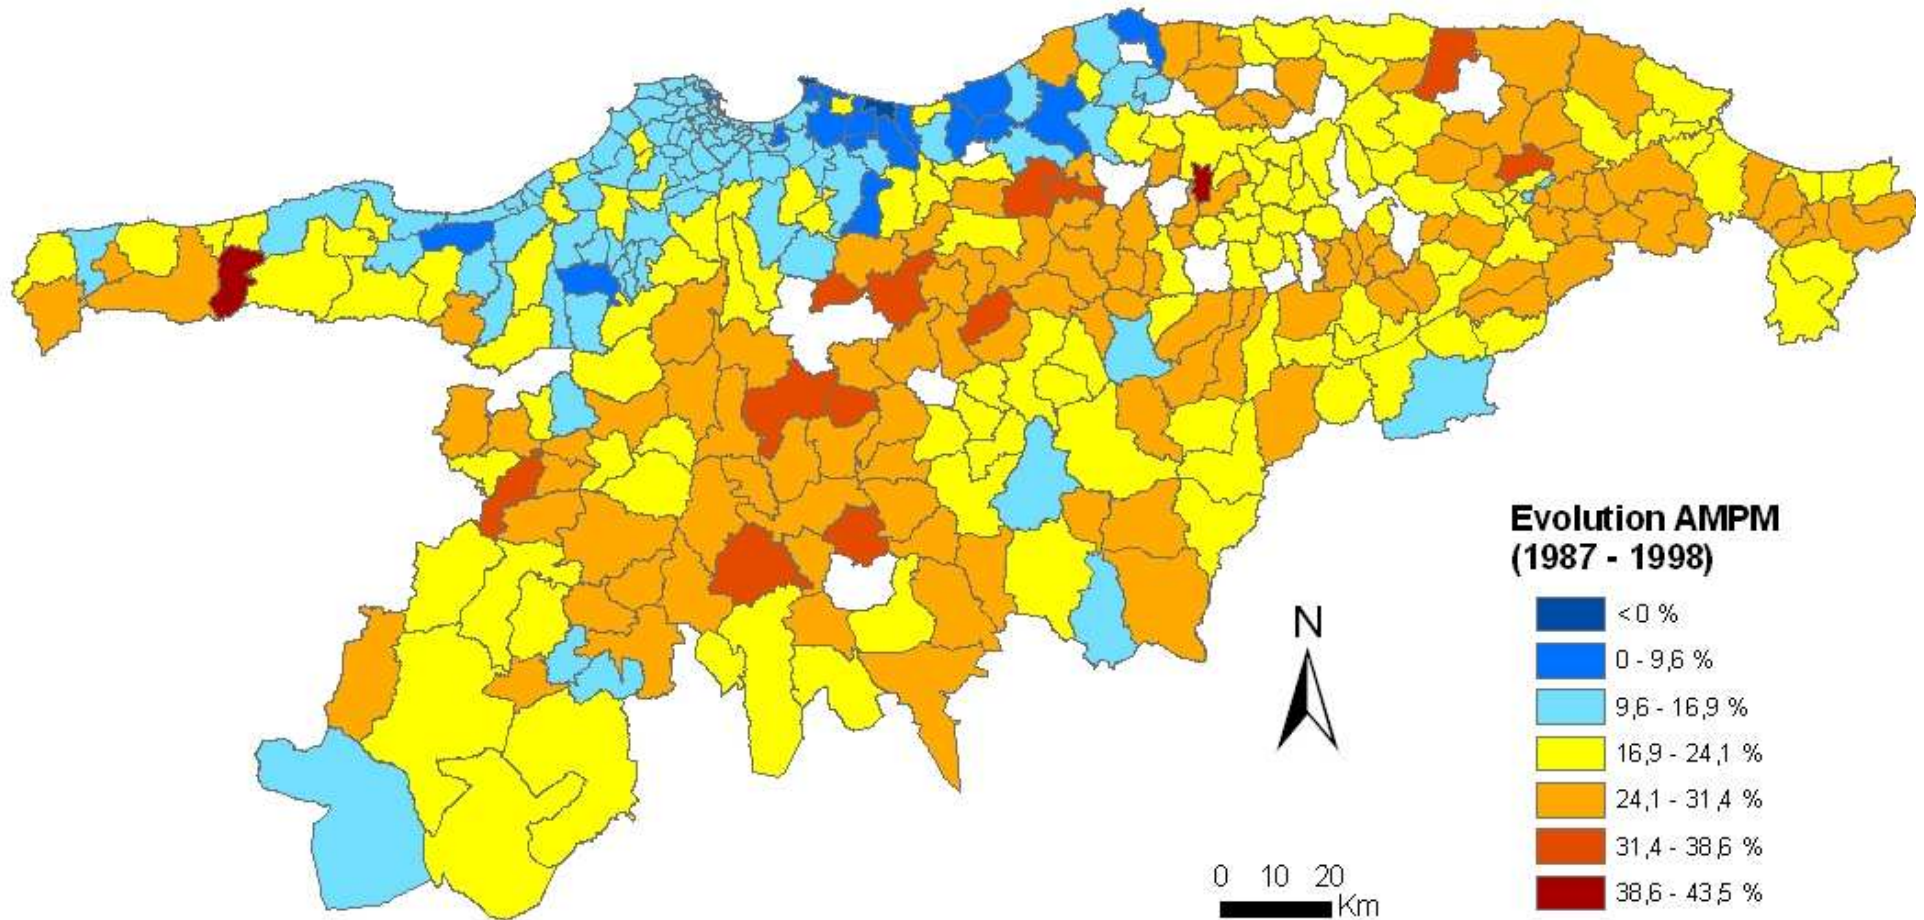 Evolution AMPM
(1987 - 1998)
< 0 %
0 - 9,6 %
9,6 - 16,9 %
16,9 - 24,1 %
24,1 - 31,4 %
31,4 - 38,6 %
38,6 - 43,5 %
N
0 10 20
Km